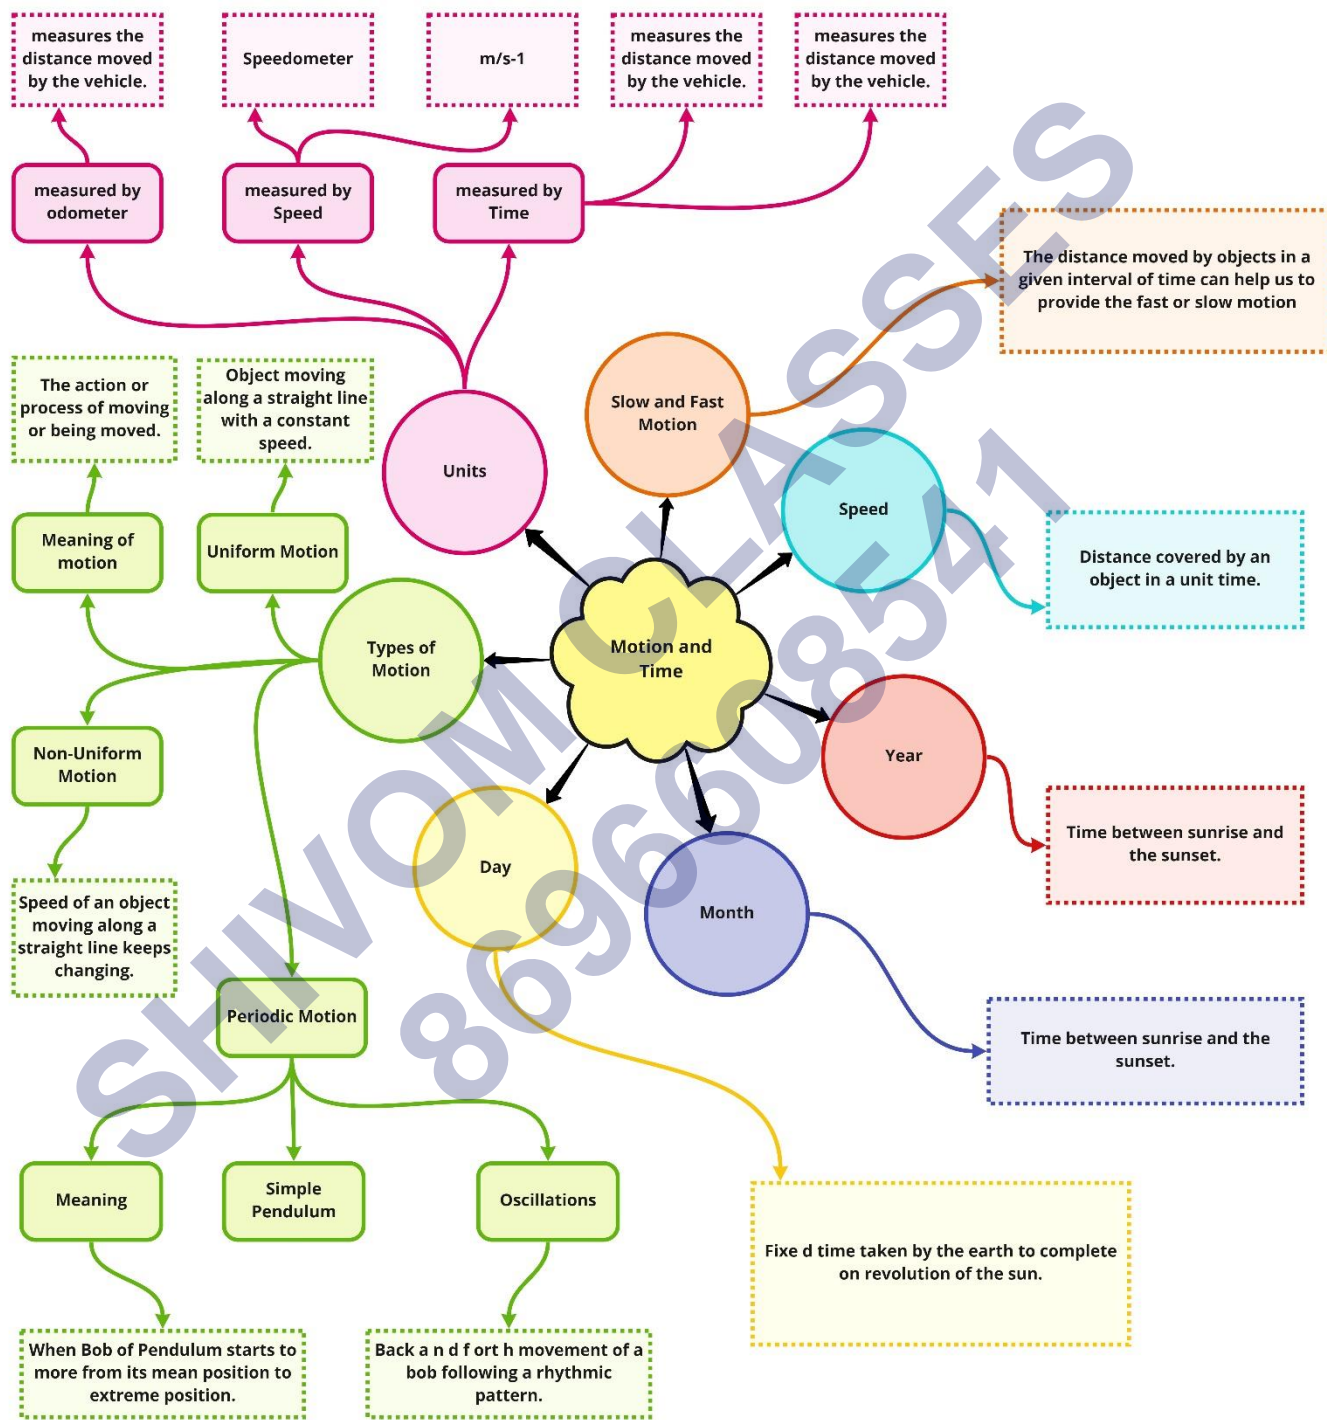 measures the
distance moved
by the vehicle.
Speedometer
m/s-1
measures the
distance moved
by the vehicle.
measures the
distance moved
by the vehicle.
measured by
odometer
measured by
Speed
measured by
Time
The distance moved by objects in a
given interval of time can help us to
provide the fast or slow motion
The action or
process of moving
or being moved.
Object moving
along a straight line
with a constant
speed.
Units
Slow and Fast
Motion
Speed
Distance covered by an
object in a unit time.
Meaning of
motion
Uniform Motion
Types of
Motion
Motion and
Time
Year
Time between sunrise and
the sunset.
Non-Uniform
Motion
Day
Month
Speed of an object
moving along a
straight line keeps
changing.
Time between sunrise and the
sunset.
Periodic Motion
Meaning
Simple
Pendulum
Oscillations
Fixe d time taken by the earth to complete
on revolution of the sun.
When Bob of Pendulum starts to
more from its mean position to
extreme position.
Back a n d f ort h movement of a
bob following a rhythmic
pattern.
SHIVOM CLASSES
8696608541